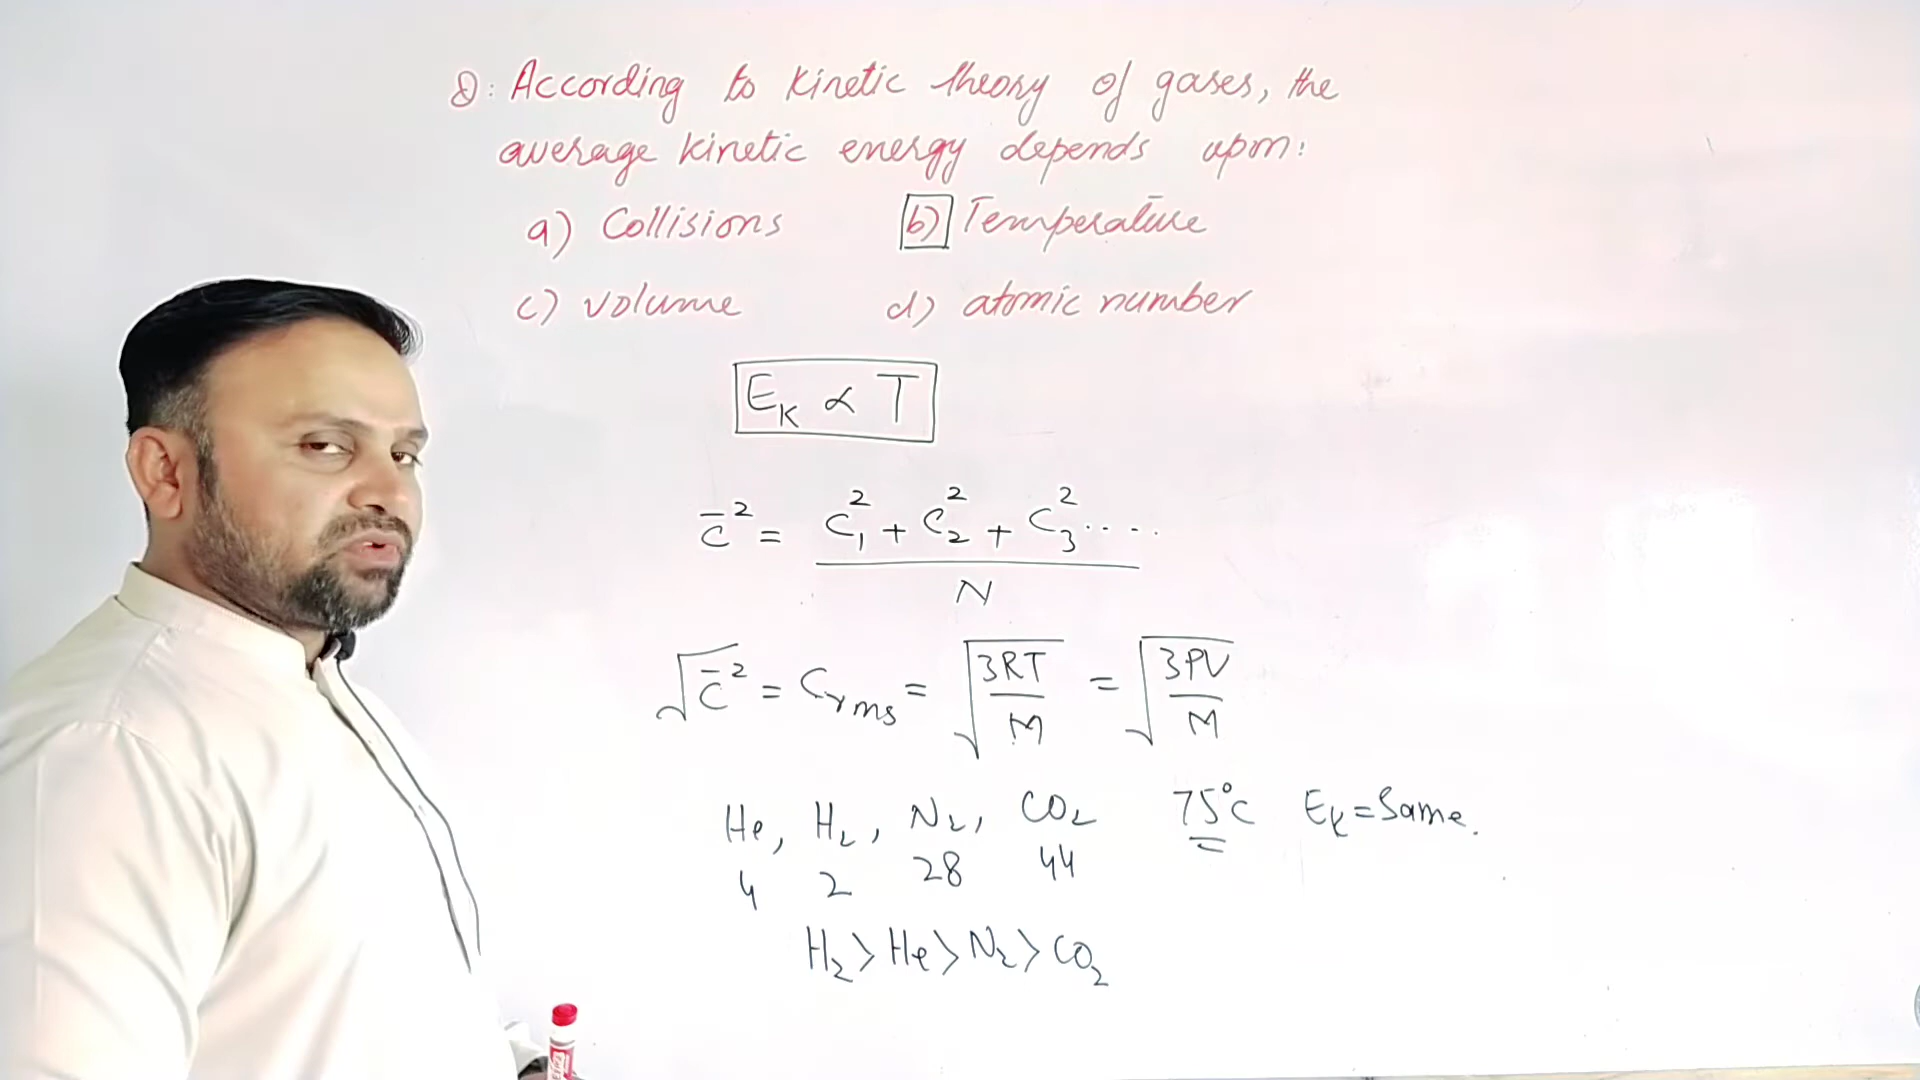 Q: According to kinetic theory of gases, the
average kinetic energy depends upon:
a) Collisions b) Temperature
c) volume d) atomic number
E_K ∝ T
c̄² = C₁² + C₂² + C₃² ....
N
√c̄² = C_rms = √3RT/M = √3PV/M
He, H₂, N₂, CO₂ 75°C E_k = Same.
4 2 28 44
H₂ > He > N₂ > CO₂